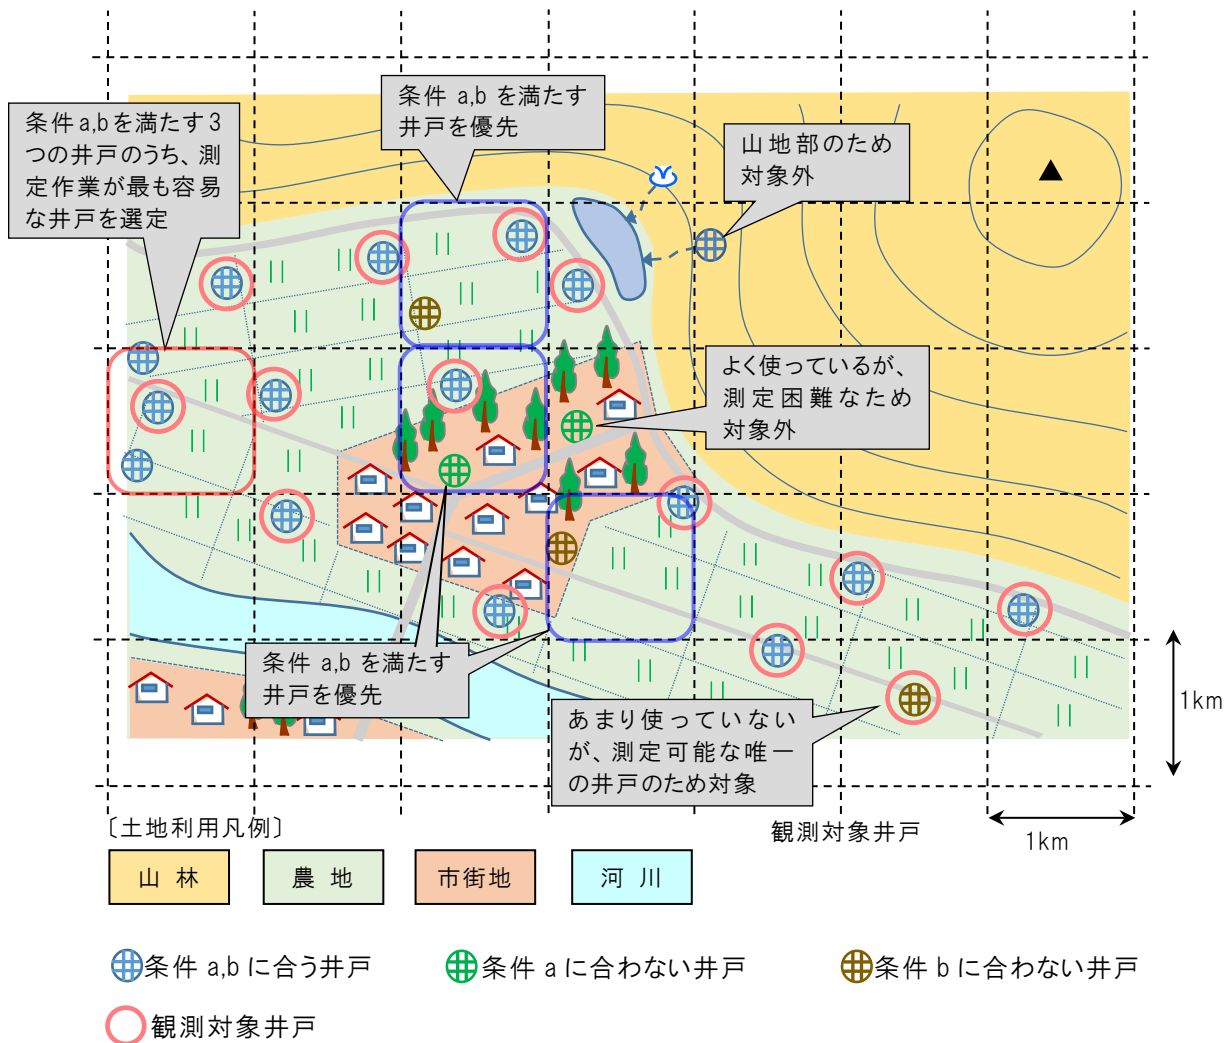 条件 a,b を満たす
井戸を優先
条件a,bを満たす3
つの井戸のうち、測
定作業が最も容易
な井戸を選定
山地部のため
対象外
よく使っているが、
測定困難なため
対象外
条件 a,b を満たす
井戸を優先
あまり使っていない
が、測定可能な唯一
の井戸のため対象
1km
1km
〔土地利用凡例〕
観測対象井戸
山 林
農 地
市街地
河 川
条件 a,b に合う井戸
条件 a に合わない井戸
条件 b に合わない井戸
観測対象井戸